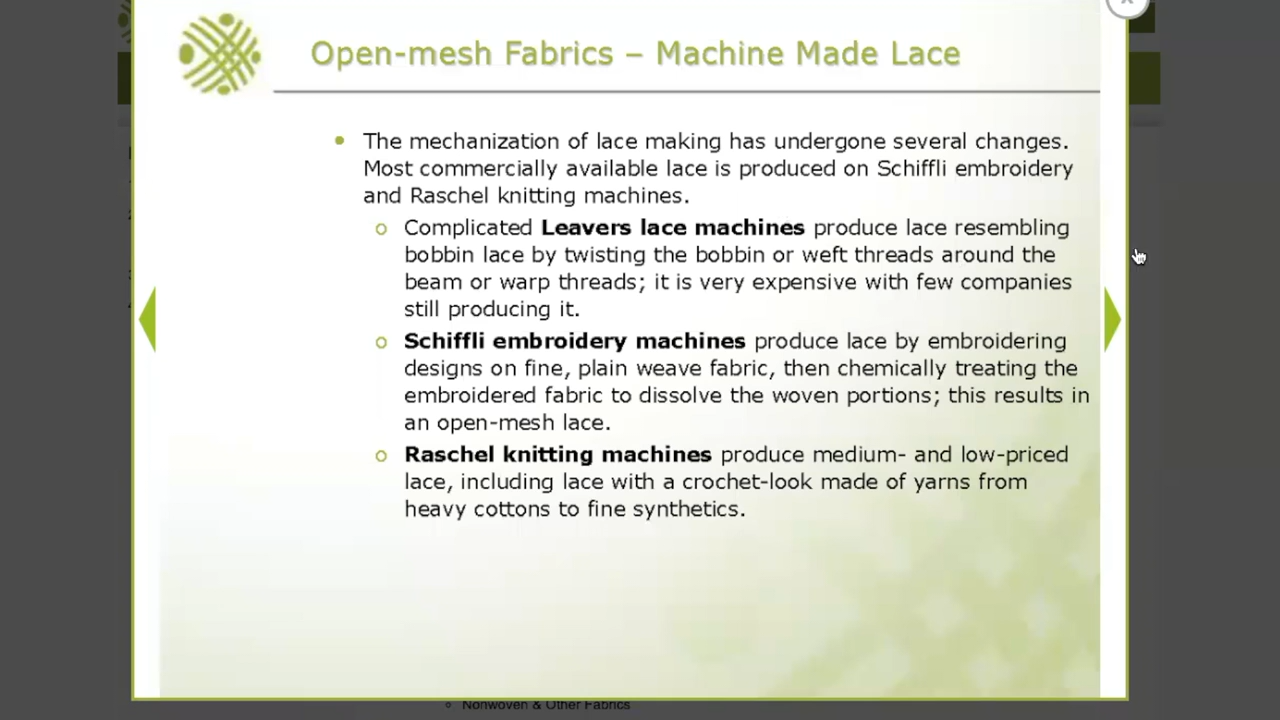 Open-mesh Fabrics – Machine Made Lace
The mechanization of lace making has undergone several changes.
Most commercially available lace is produced on Schiffli embroidery
and Raschel knitting machines.
Complicated Leavers lace machines produce lace resembling
bobbin lace by twisting the bobbin or weft threads around the
beam or warp threads; it is very expensive with few companies
still producing it.
Schiffli embroidery machines produce lace by embroidering
designs on fine, plain weave fabric, then chemically treating the
embroidered fabric to dissolve the woven portions; this results in
an open-mesh lace.
Raschel knitting machines produce medium- and low-priced
lace, including lace with a crochet-look made of yarns from
heavy cottons to fine synthetics.
Nonwoven & Other Fabrics